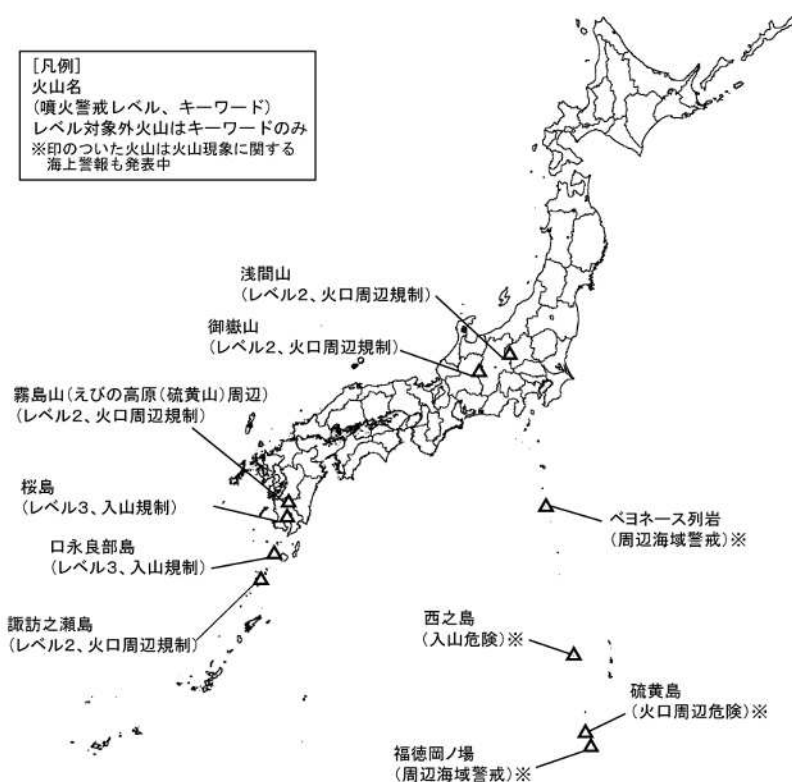 [凡例]
火山名
(噴火警戒レベル、キーワード)
レベル対象外火山はキーワードのみ
※印のついた火山は火山現象に関する
海上警報も発表中
浅間山
(レベル2、火口周辺規制)
御嶽山
(レベル2、火口周辺規制)
霧島山(えびの高原(硫黄山)周辺)
(レベル2、火口周辺規制)
桜島
(レベル3、入山規制)
口永良部島
(レベル3、入山規制)
諏訪之瀬島
(レベル2、火口周辺規制)
ベヨネース列岩
(周辺海域警戒)※
西之島
(入山危険)※
硫黄島
(火口周辺危険)※
福徳岡ノ場
(周辺海域警戒)※